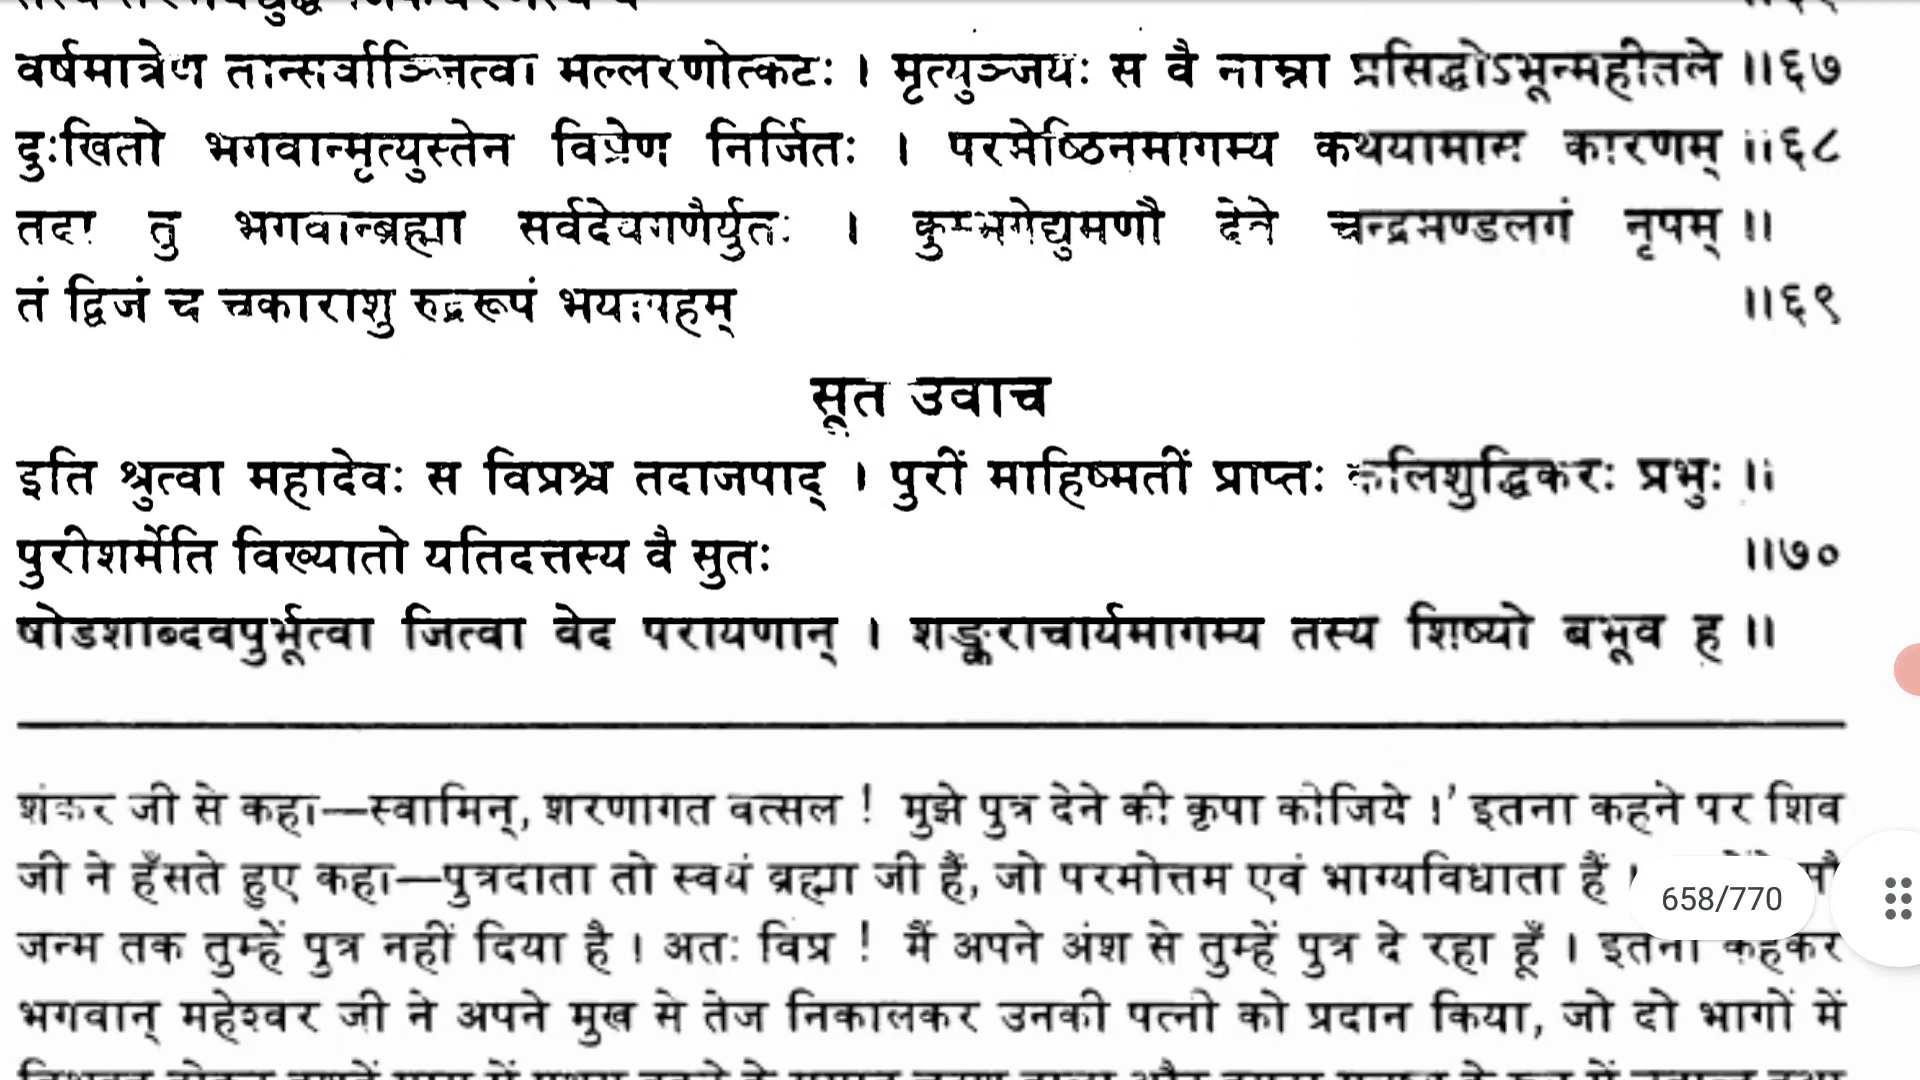 वर्षमात्रेण तान्सर्वाञ्जित्वा मल्लरणोत्कटः । मृत्युञ्जयः स वै नाम्ना प्रसिद्धोऽभून्महीतले ॥६७
दुःखितो भगवान्मृत्युस्तेन विप्रेण निर्जितः । परमेष्ठिनमागम्य कथयामास कारणम् ॥६८
तदा तु भगवान्ब्रह्मा सर्वदेवगणैर्युतः । कुम्भगेद्युमणौ देने चन्द्रमण्डलगं नृपम् ॥
तं द्विजं च चकाराशु रुद्ररूपं भयापहम् ॥६९
सूत उवाच
इति श्रुत्वा महादेवः स विप्रश्च तदाजपाद् । पुरीं माहिष्मतीं प्राप्तः कलिशुद्धिकरः प्रभुः ॥
पुरीशर्मेति विख्यातो यतिदत्तस्य वै सुतः ॥७०
षोडशाब्दवपुर्भूत्वा जित्वा वेद परायणान् । शङ्कराचार्यमागम्य तस्य शिष्यो बभूव ह ॥
शंकर जी से कहा—स्वामिन्, शरणागत वत्सल ! मुझे पुत्र देने की कृपा कीजिये ।’ इतना कहने पर शिव
जी ने हँसते हुए कहा—पुत्रदाता तो स्वयं ब्रह्मा जी हैं, जो परमोत्तम एवं भाग्यविधाता हैं ।
658/770
जन्म तक तुम्हें पुत्र नहीं दिया है । अतः विप्र ! मैं अपने अंश से तुम्हें पुत्र दे रहा हूँ । इतना कहकर
भगवान् महेश्वर जी ने अपने मुख से तेज निकालकर उनकी पत्नी को प्रदान किया, जो दो भागों में